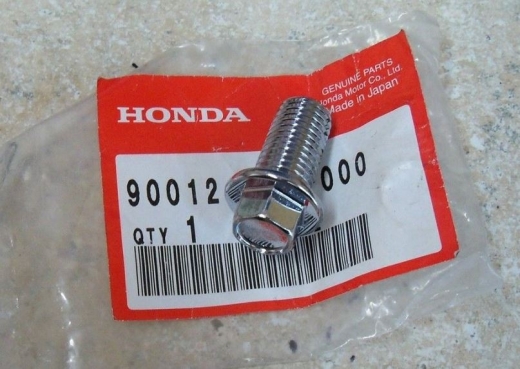 GENUINE PARTS
Honda Motor Co., Ltd.
Made in Japan
HONDA
90012 000
QTY 1